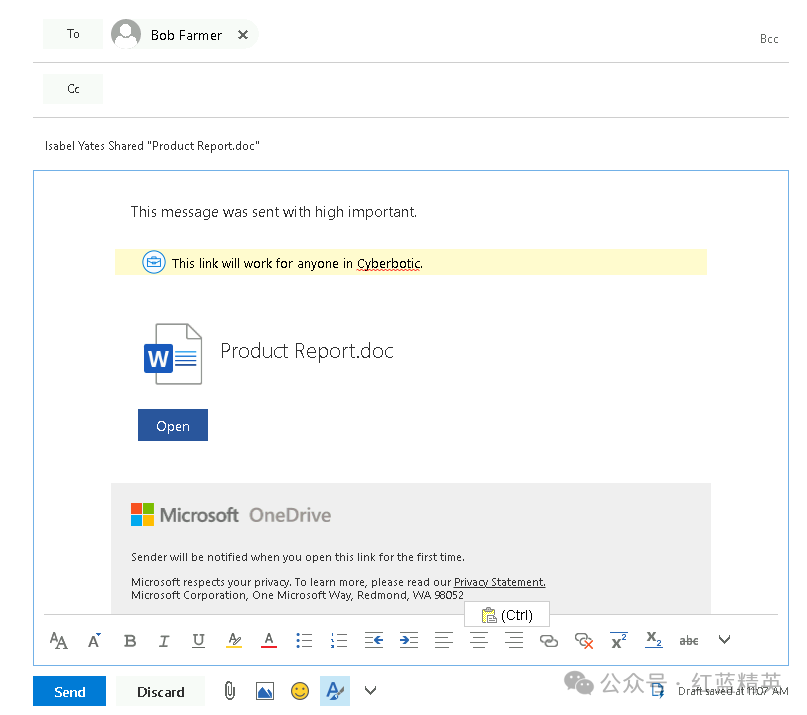 To
Bob Farmer
Bcc
Cc
Isabel Yates Shared "Product Report.doc"
This message was sent with high important.
This link will work for anyone in Cyberbotic.
W
Product Report.doc
Open
Microsoft OneDrive
Sender will be notified when you open this link for the first time.
Microsoft respects your privacy. To learn more, please read our Privacy Statement.
Microsoft Corporation, One Microsoft Way, Redmond, WA 98052
(Ctrl)
AA A B I U A A X² X₂ abc
Send
Discard
A
Draft saved at 11:07 AM
公众号 · 红蓝精英